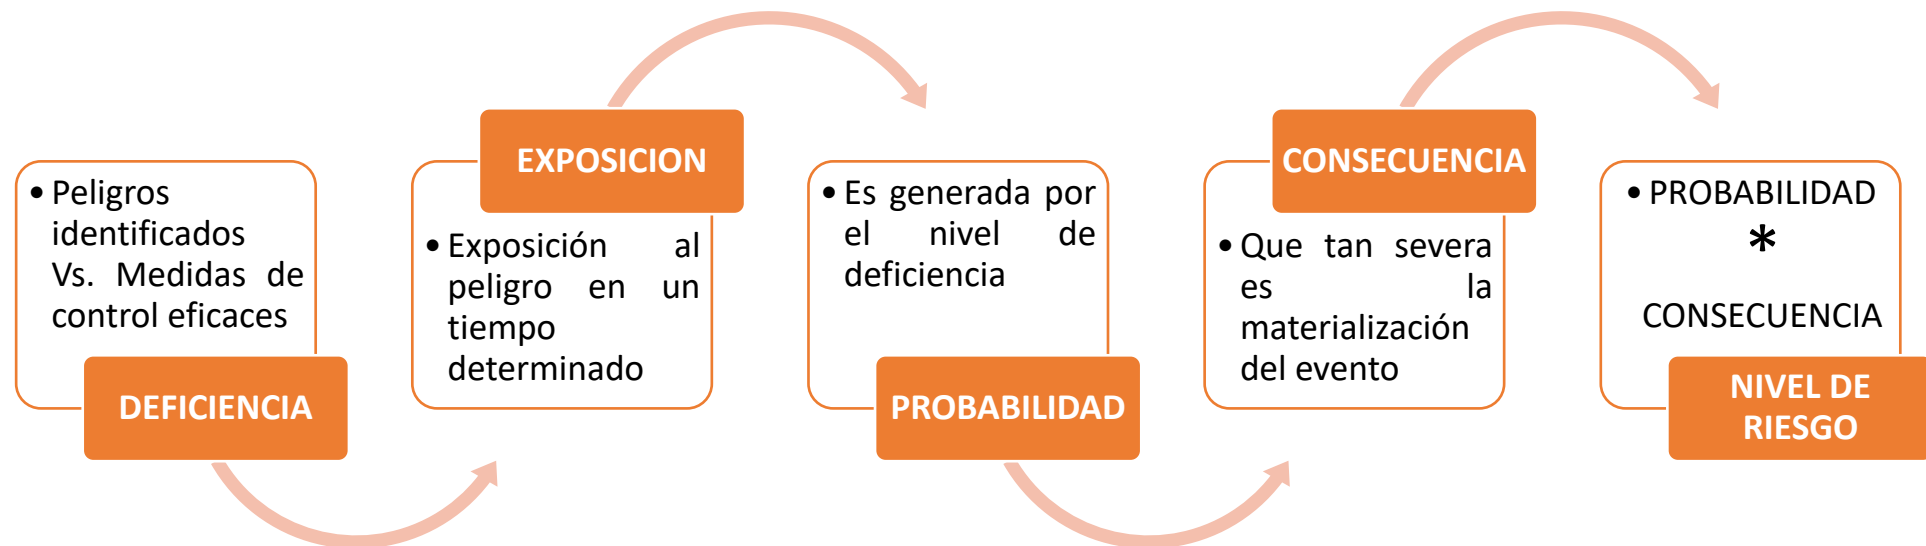 • Peligros
identificados
Vs. Medidas de
control eficaces
DEFICIENCIA
EXPOSICION
• Exposición al
peligro en un
tiempo
determinado
• Es generada por
el nivel de
deficiencia
PROBABILIDAD
CONSECUENCIA
• Que tan severa
es la
materialización
del evento
• PROBABILIDAD
*
CONSECUENCIA
NIVEL DE
RIESGO